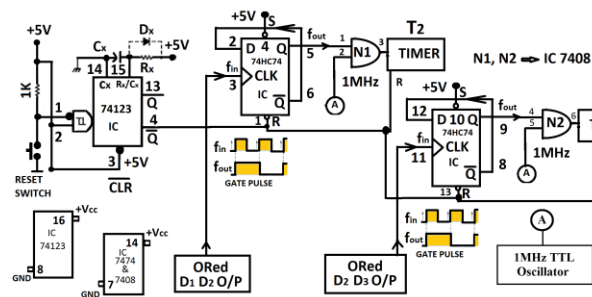 +5V
1K
RESET
SWITCH
Cx
Dx
+5V
Rx
14
15
Cx
Rx/Cx
1
2
T1
74123
IC
13
Q
4
Q
3
+5V
CLR
+5V
S
2
D 4 Q
74HC74
CLK
IC Q
fin
3
fout
5
6
1
R
1
2
N1
3
T2
TIMER
R
1MHz
A
N1, N2 ⇒ IC 7408
+5V
S
12
D 10 Q
74HC74
CLK
IC
Q
fin
11
fout
9
8
13
R
4
5
N2
6
T
1MHz
A
fin
fout
GATE PULSE
fin
fout
GATE PULSE
16
+Vcc
IC
74123
8
GND
14
+Vcc
IC
7474
&
7408
7
GND
ORed
D1 D2 O/P
ORed
D2 D3 O/P
A
1MHz TTL
Oscillator